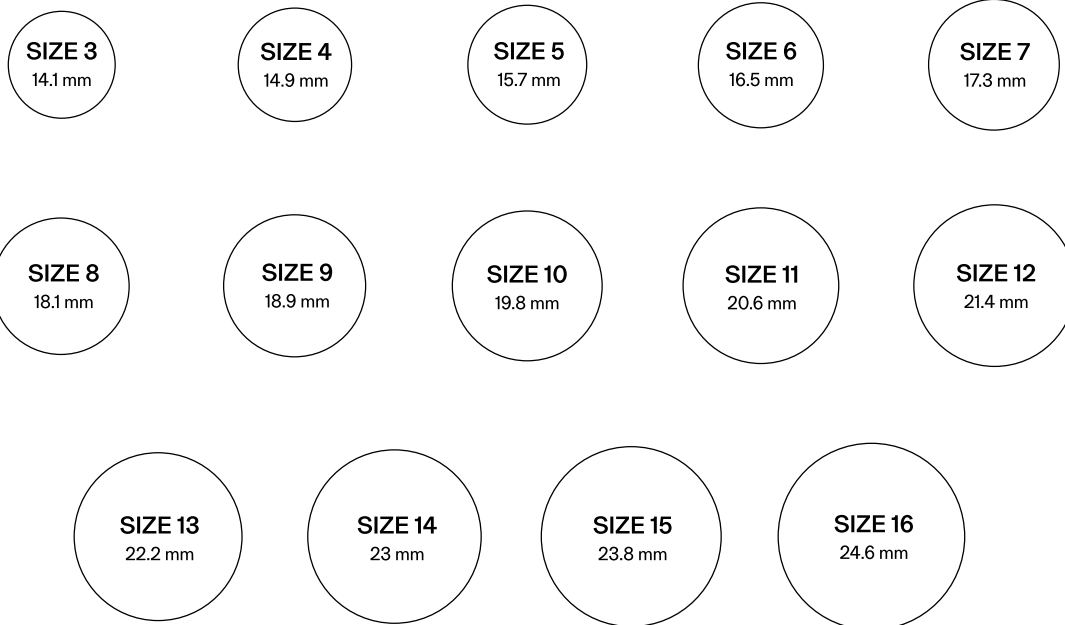 SIZE 3
14.1 mm
SIZE 4
14.9 mm
SIZE 5
15.7 mm
SIZE 6
16.5 mm
SIZE 7
17.3 mm
SIZE 8
18.1 mm
SIZE 9
18.9 mm
SIZE 10
19.8 mm
SIZE 11
20.6 mm
SIZE 12
21.4 mm
SIZE 13
22.2 mm
SIZE 14
23 mm
SIZE 15
23.8 mm
SIZE 16
24.6 mm